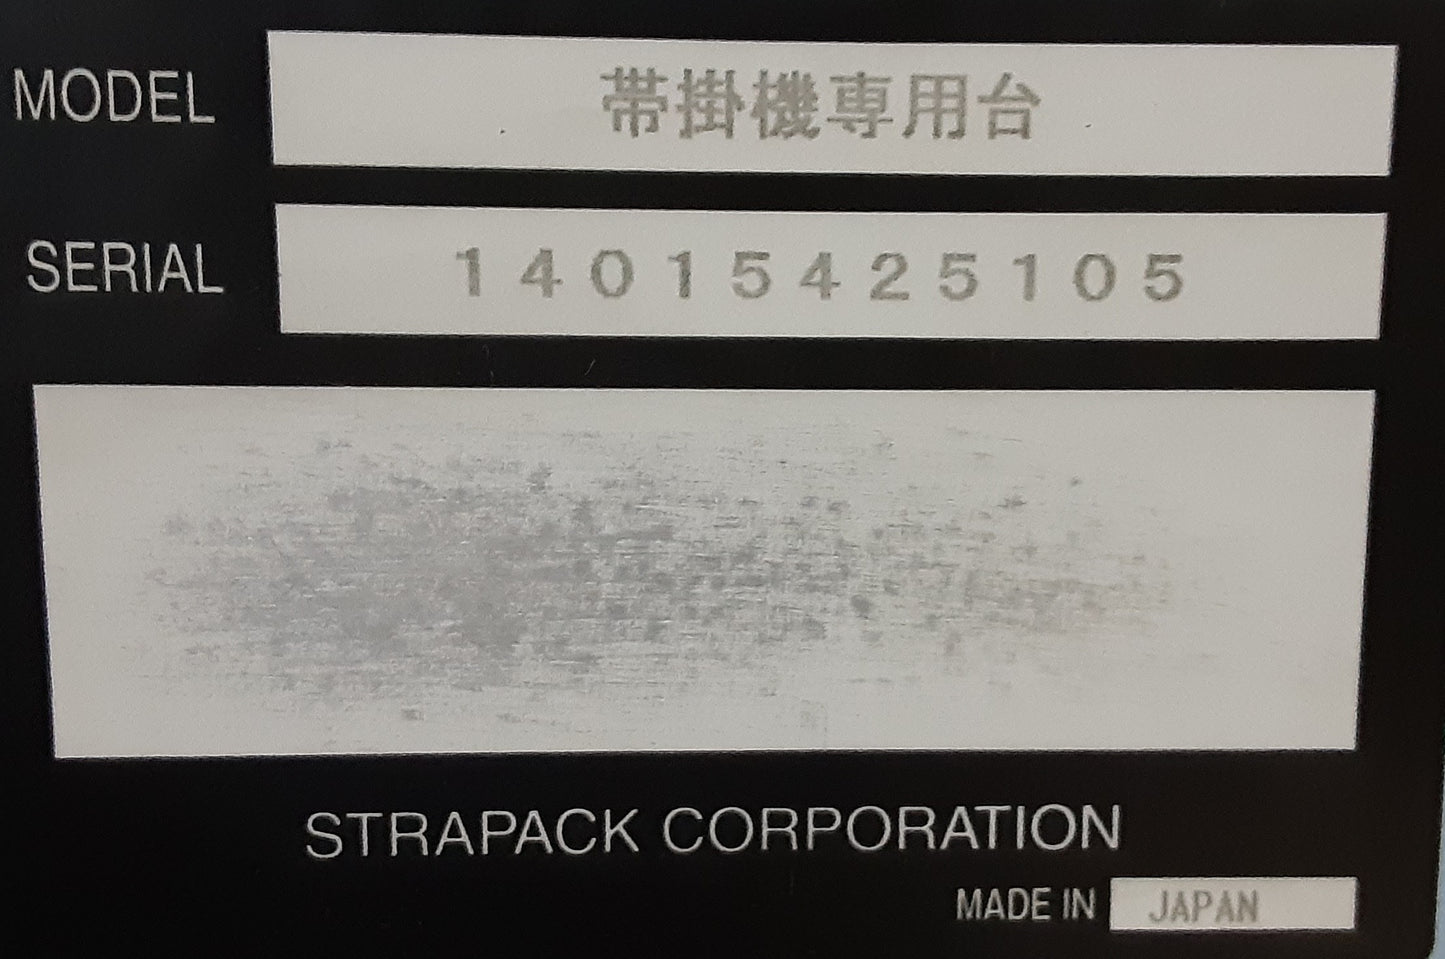 MODEL 帯掛機専用台
SERIAL 14015425105
STRAPACK CORPORATION
MADE IN JAPAN